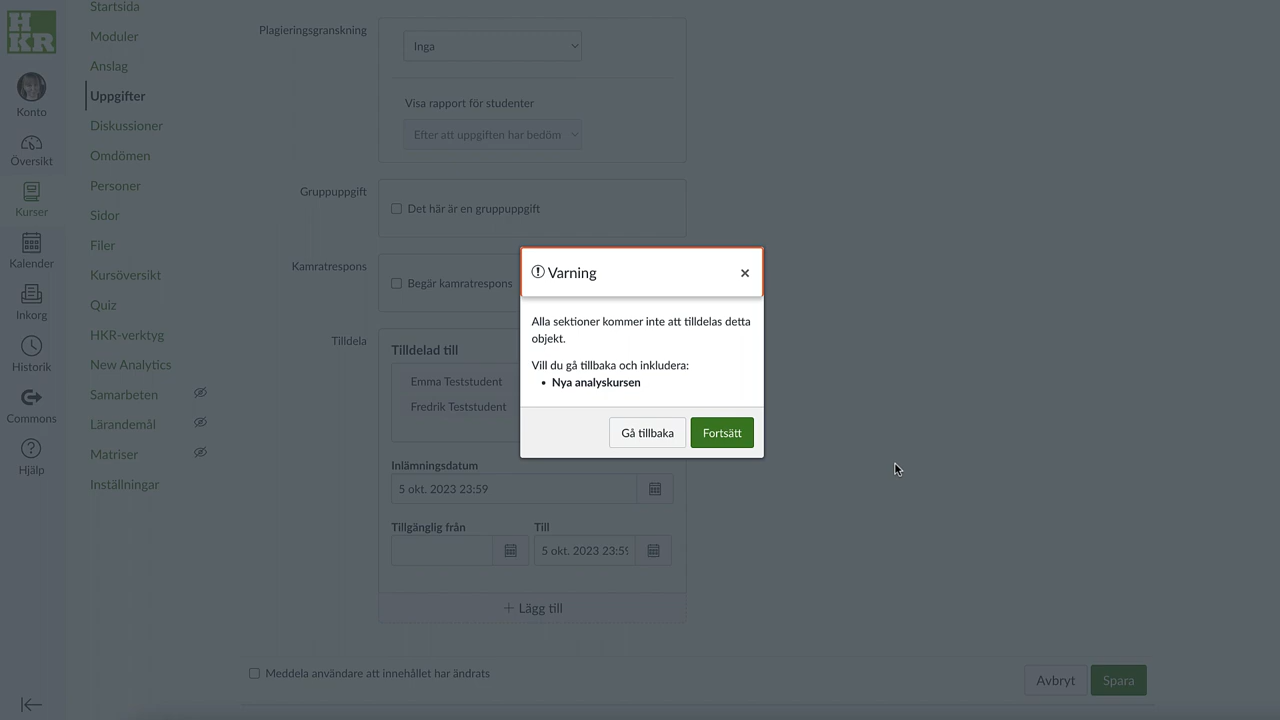 HKR
Konto
Översikt
Kurser
Kalender
Inkorg
Historik
Commons
Hjälp
Startsida
Moduler
Anslag
Uppgifter
Diskussioner
Omdömen
Personer
Sidor
Filer
Kursöversikt
Quiz
HKR-verktyg
New Analytics
Samarbeten
Lärandemål
Matriser
Inställningar
Plagieringsgranskning
Inga
Visa rapport för studenter
Efter att uppgiften har bedöm
Gruppuppgift
Det här är en gruppuppgift
Kamratrespons
Begär kamratrespons
Tilldela
Tilldelad till
Emma Teststudent
Fredrik Teststudent
Inlämningsdatum
5 okt. 2023 23:59
Tillgänglig från
Till
5 okt. 2023 23:59
+ Lägg till
Meddela användare att innehållet har ändrats
Avbryt
Spara
Varning
Alla sektioner kommer inte att tilldelas detta
objekt.
Vill du gå tillbaka och inkludera:
• Nya analyskursen
Gå tillbaka
Fortsätt